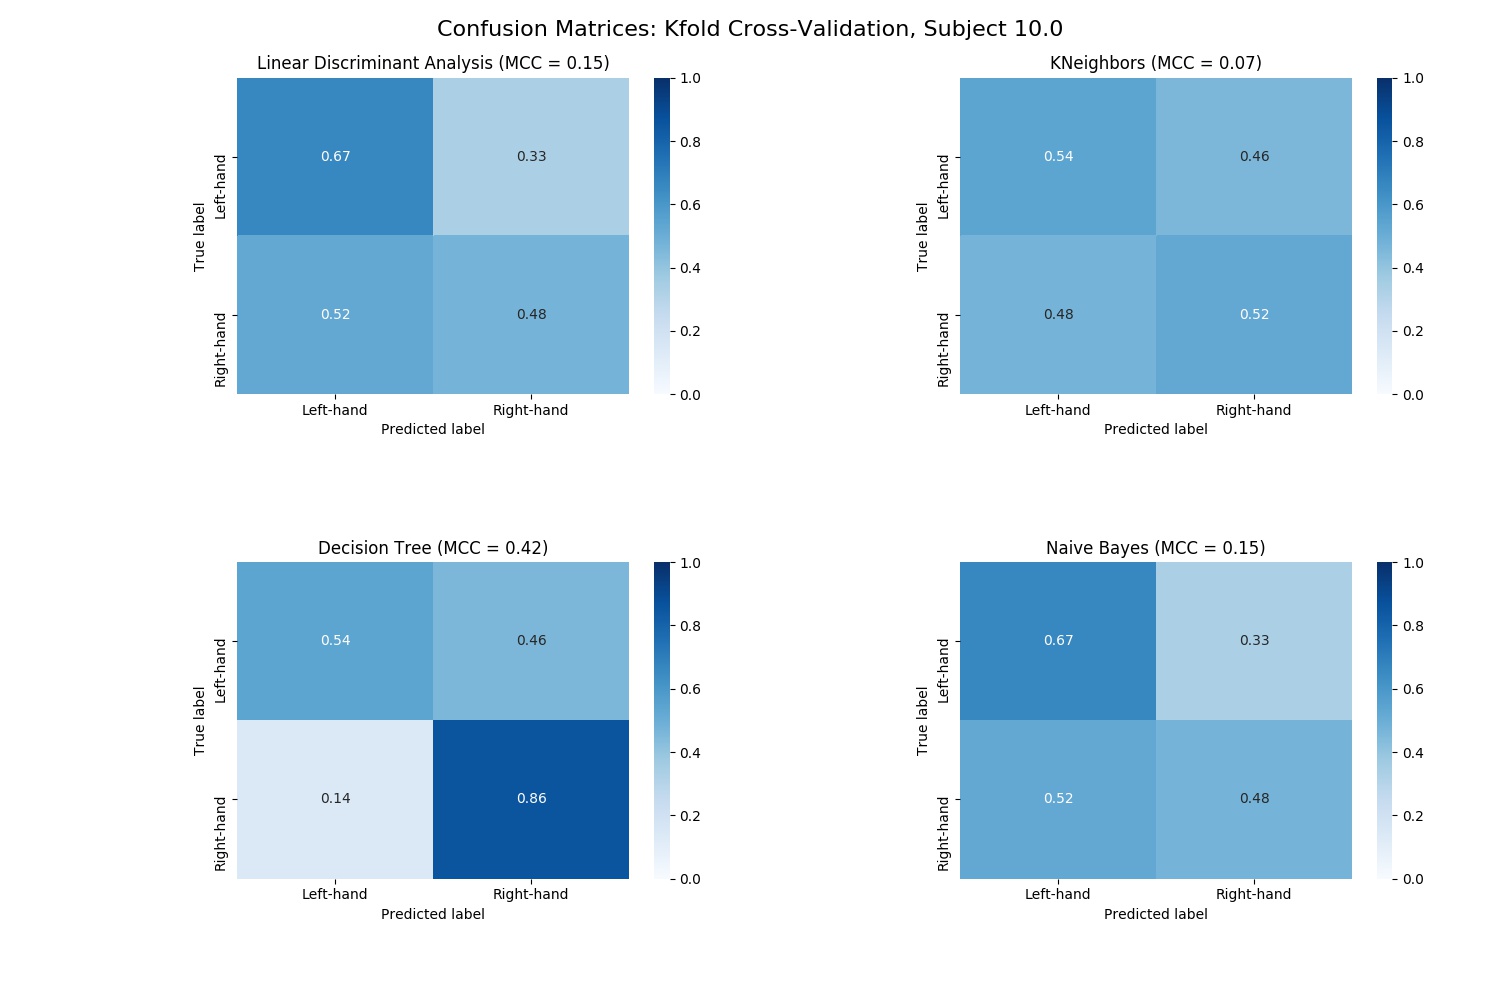 Confusion Matrices: Kfold Cross-Validation, Subject 10.0
Linear Discriminant Analysis (MCC = 0.15)
True label
Left-hand
Right-hand
0.67
0.33
0.52
0.48
Left-hand
Right-hand
Predicted label
1.0
0.8
0.6
0.4
0.2
0.0
KNeighbors (MCC = 0.07)
True label
Left-hand
Right-hand
0.54
0.46
0.48
0.52
Left-hand
Right-hand
Predicted label
1.0
0.8
0.6
0.4
0.2
0.0
Decision Tree (MCC = 0.42)
True label
Left-hand
Right-hand
0.54
0.46
0.14
0.86
Left-hand
Right-hand
Predicted label
1.0
0.8
0.6
0.4
0.2
0.0
Naive Bayes (MCC = 0.15)
True label
Left-hand
Right-hand
0.67
0.33
0.52
0.48
Left-hand
Right-hand
Predicted label
1.0
0.8
0.6
0.4
0.2
0.0